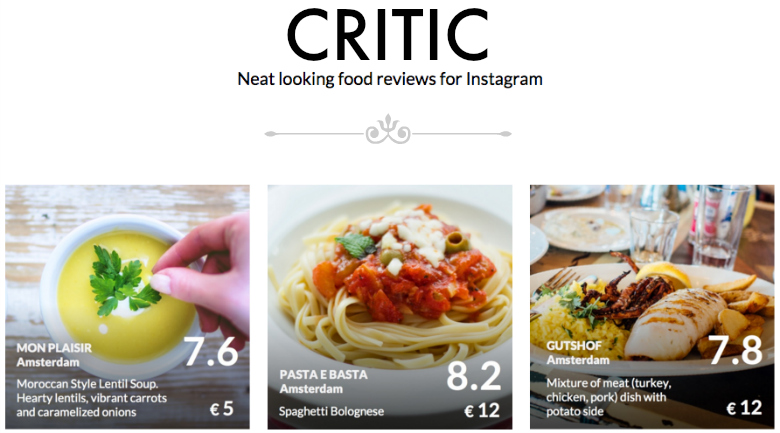 CRITIC
Neat looking food reviews for Instagram
MON PLAISIR
Amsterdam
7.6
Moroccan Style Lentil Soup.
Hearty lentils, vibrant carrots
and caramelized onions
€ 5
PASTA E BASTA
Amsterdam
8.2
Spaghetti Bolognese
€ 12
GUTSHOF
Amsterdam
7.8
Mixture of meat (turkey,
chicken, pork) dish with
potato side
€ 12